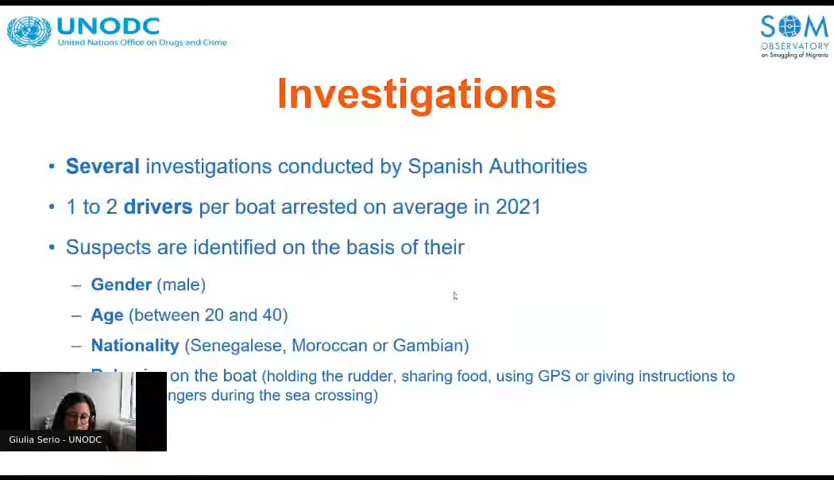 UNODC
United Nations Office on Drugs and Crime
SOM
OBSERVATORY
on Smuggling of Migrants
Investigations
• Several investigations conducted by Spanish Authorities
• 1 to 2 drivers per boat arrested on average in 2021
• Suspects are identified on the basis of their
– Gender (male)
– Age (between 20 and 40)
– Nationality (Senegalese, Moroccan or Gambian)
on the boat (holding the rudder, sharing food, using GPS or giving instructions to
ngers during the sea crossing)
Giulia Serio - UNODC